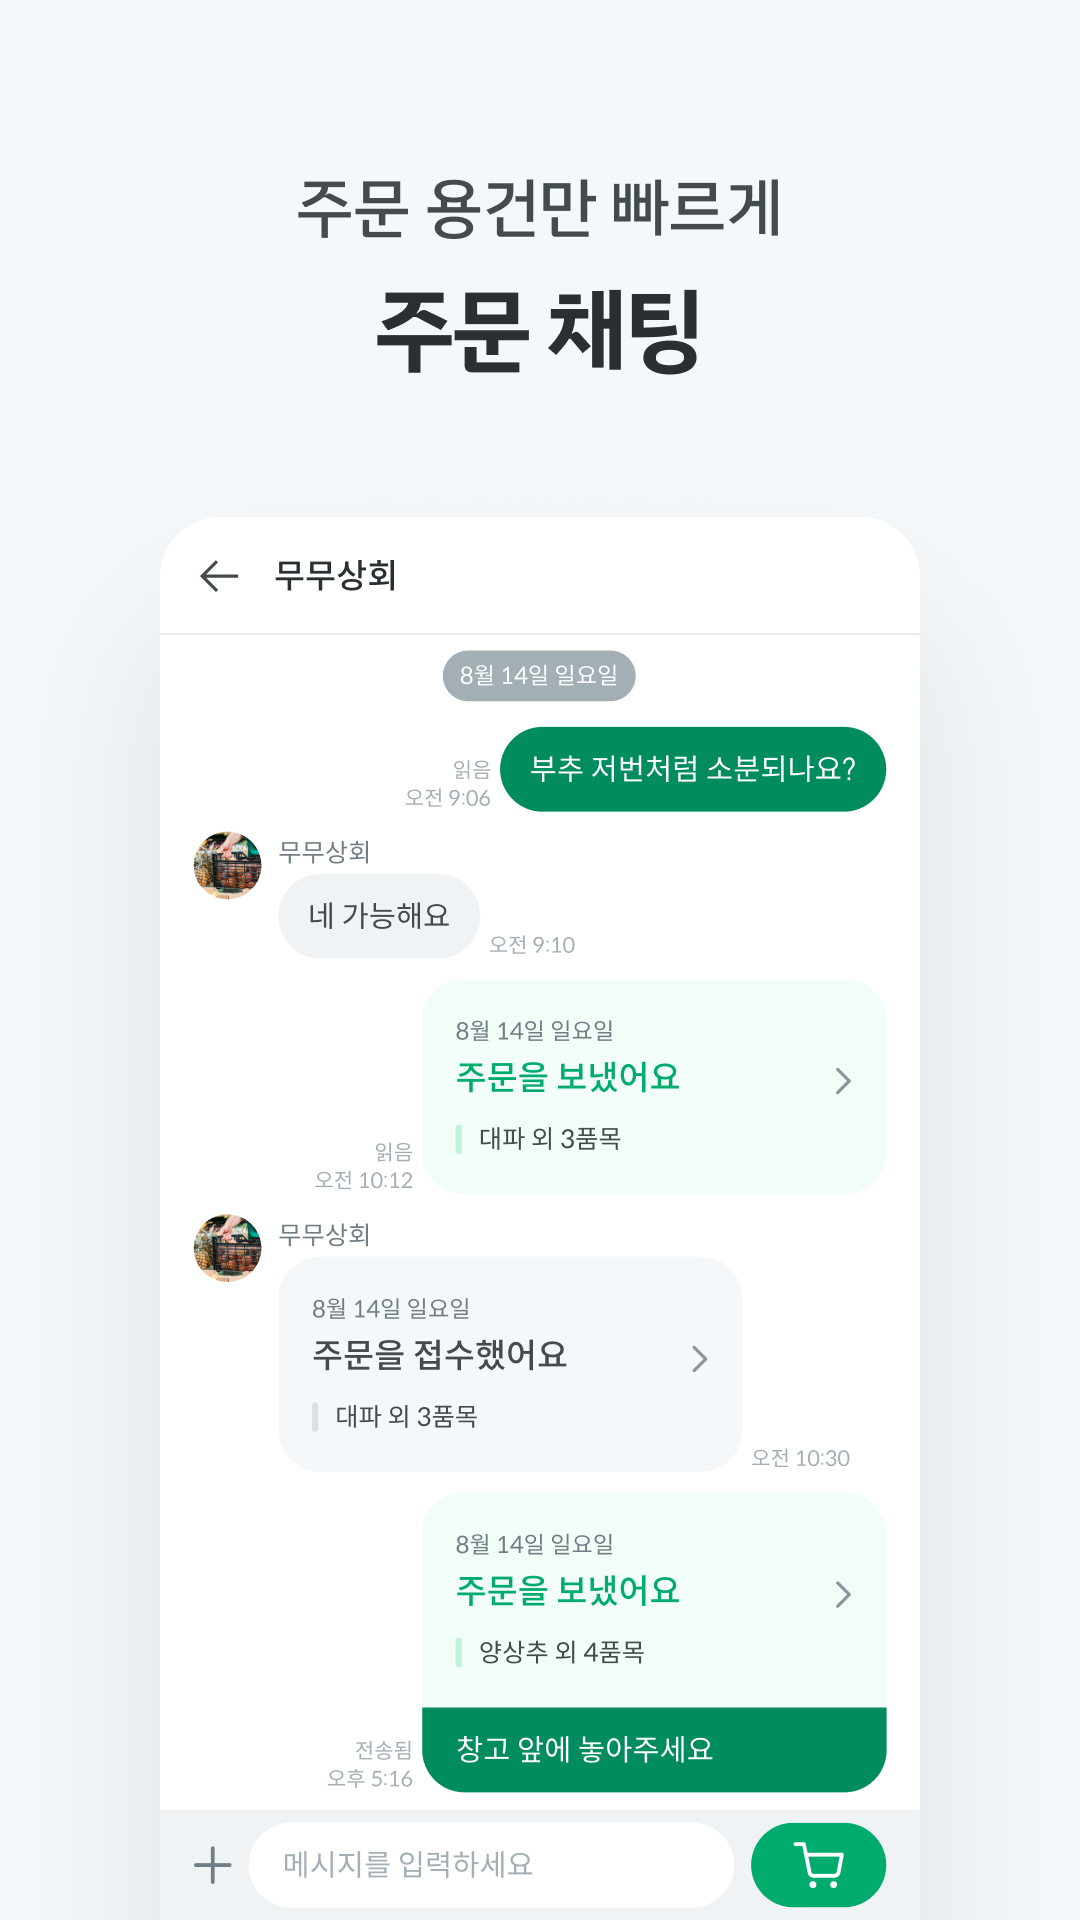 주문 용건만 빠르게
주문 채팅
무무상회
8월 14일 일요일
부추 저번처럼 소분되나요?
읽음
오전 9:06
무무상회
네 가능해요
오전 9:10
8월 14일 일요일
주문을 보냈어요
대파 외 3품목
읽음
오전 10:12
무무상회
8월 14일 일요일
주문을 접수했어요
대파 외 3품목
오전 10:30
8월 14일 일요일
주문을 보냈어요
양상추 외 4품목
창고 앞에 놓아주세요
전송됨
오후 5:16
메시지를 입력하세요